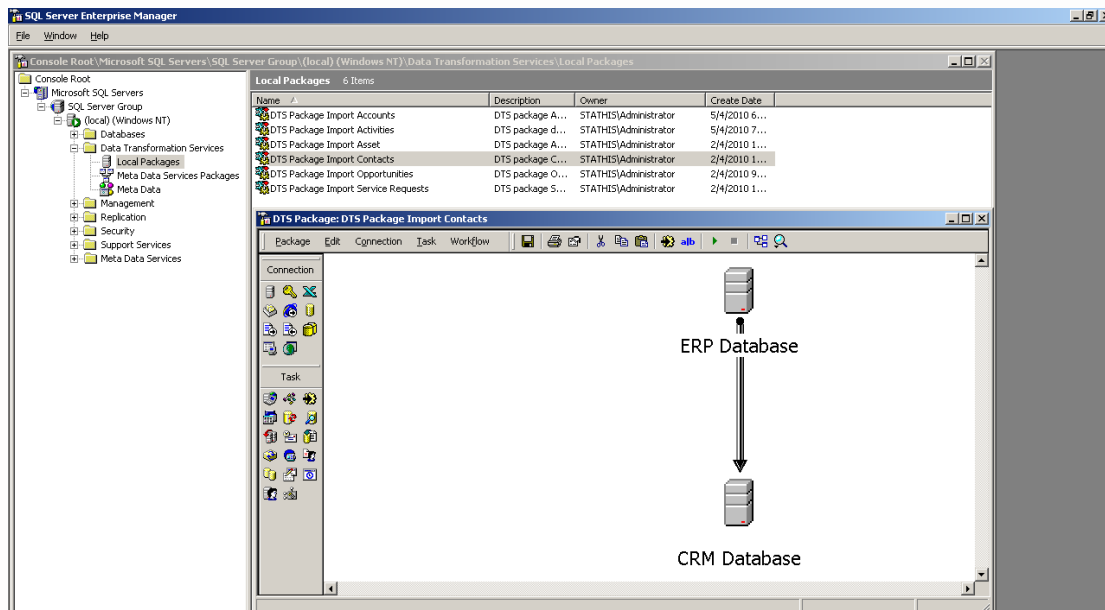 SQL Server Enterprise Manager
File Window Help
Console Root\Microsoft SQL Servers\SQL Server Group\(local) (Windows NT)\Data Transformation Services\Local Packages
Console Root
Microsoft SQL Servers
SQL Server Group
(local) (Windows NT)
Databases
Data Transformation Services
Local Packages
Meta Data Services Packages
Meta Data
Management
Replication
Security
Support Services
Meta Data Services
Local Packages 6 Items
Name Description Owner Create Date
DTS Package Import Accounts DTS package A... STATHIS\Administrator 5/4/2010 6...
DTS Package Import Activities DTS package d... STATHIS\Administrator 5/4/2010 7...
DTS Package Import Asset DTS package A... STATHIS\Administrator 2/4/2010 1...
DTS Package Import Contacts DTS package C... STATHIS\Administrator 2/4/2010 1...
DTS Package Import Opportunities DTS package O... STATHIS\Administrator 2/4/2010 9...
DTS Package Import Service Requests DTS package S... STATHIS\Administrator 2/4/2010 1...
DTS Package: DTS Package Import Contacts
Package Edit Connection Task Workflow a|b
Connection
Task
ERP Database
CRM Database